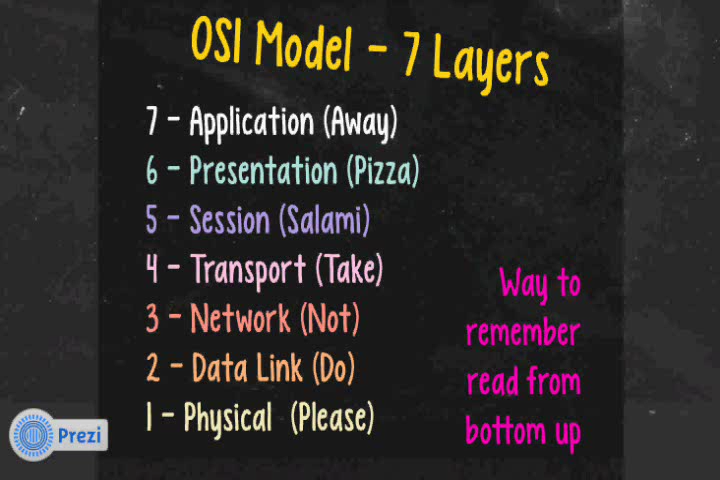 OSI Model - 7 Layers
7 - Application (Away)
6 - Presentation (Pizza)
5 - Session (Salami)
4 - Transport (Take)
3 - Network (Not)
2 - Data Link (Do)
1 - Physical (Please)
Way to
remember
read from
bottom up
Prezi